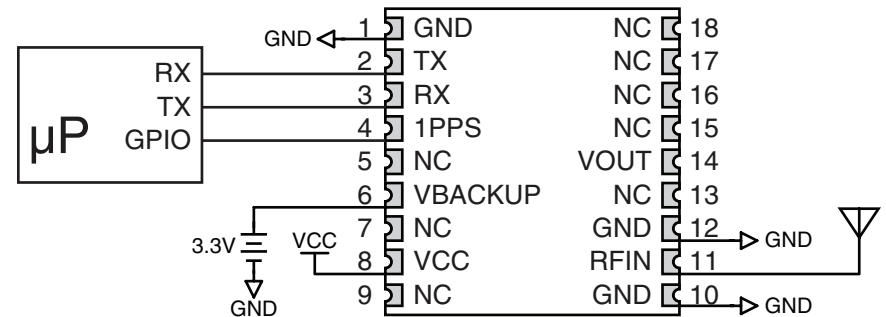 GND 1 GND NC 18
RX 2 TX NC 17
TX 3 RX NC 16
µP GPIO 4 1PPS NC 15
5 NC VOUT 14
6 VBACKUP NC 13
7 NC GND 12 GND
3.3V VCC 8 VCC RFIN 11
GND 9 NC GND 10 GND